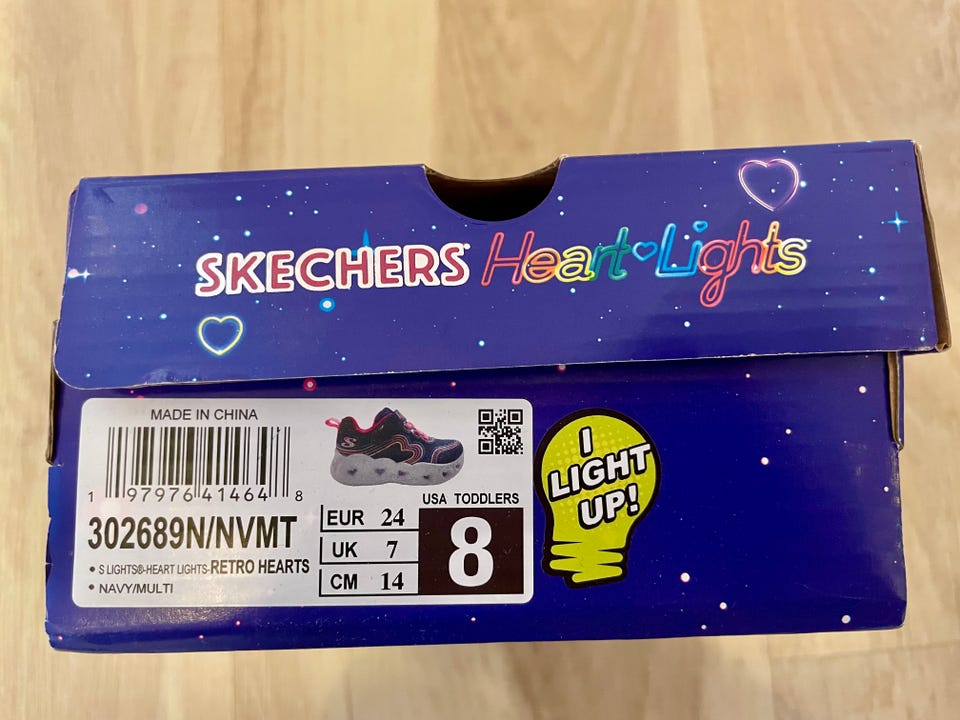 SKECHERS Heart Lights
MADE IN CHINA
1 97976 41464 8
302689N/NVMT
• S LIGHTS®-HEART LIGHTS-RETRO HEARTS
• NAVY/MULTI
S
USA TODDLERS
EUR 24
UK 7
CM 14
8
I
LIGHT
UP!